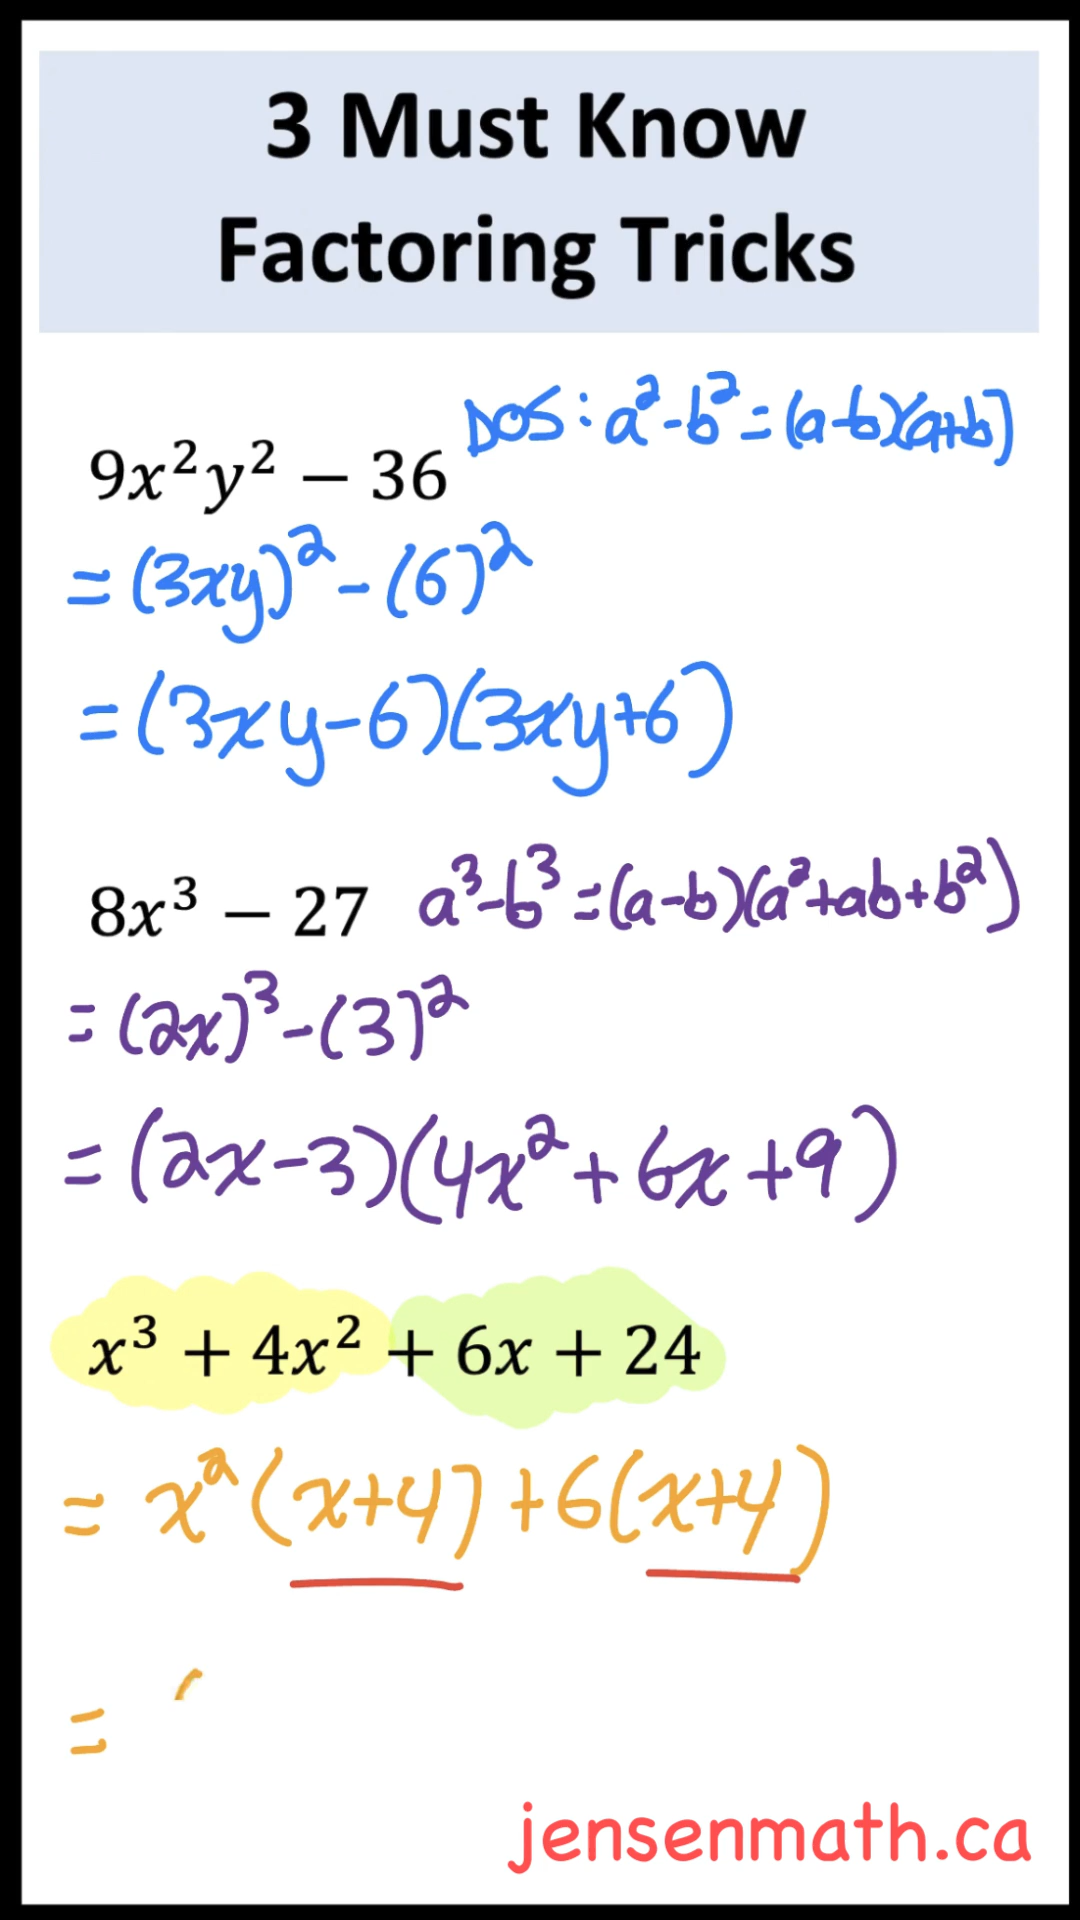 3 Must Know
Factoring Tricks
DOS: a² - b² = (a-b)(a+b)
9x²y² − 36
= (3xy)² - (6)²
= (3xy-6)(3xy+6)
8x³ − 27 a³-b³ = (a-b)(a²+ab+b²)
= (2x)³ - (3)²
= (2x-3)(4x² + 6x + 9)
x³ + 4x² + 6x + 24
= x² (x+4) + 6(x+4)
= (
jensenmath.ca